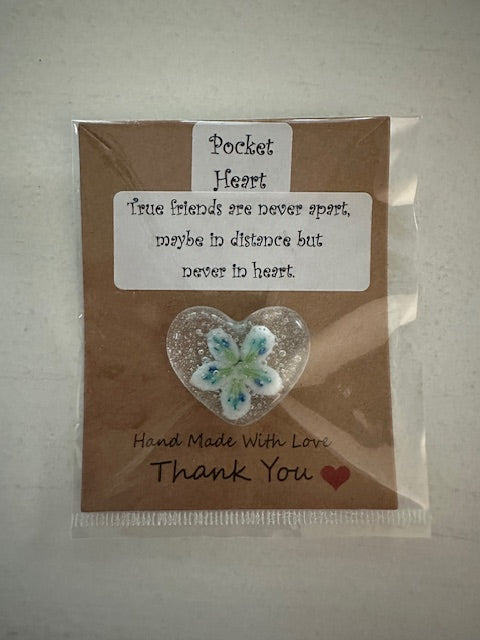 Pocket
Heart
True friends are never apart,
maybe in distance but
never in heart.
Hand Made With Love
Thank You